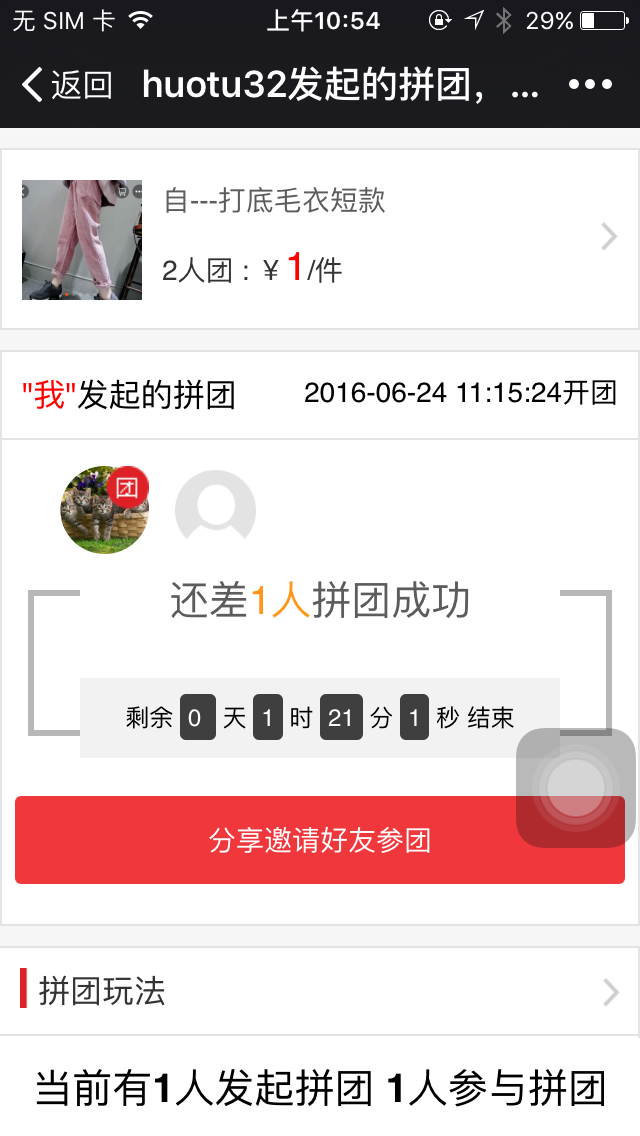 无 SIM 卡 上午10:54 29%
返回 huotu32发起的拼团，... •••
自---打底毛衣短款
2人团：¥ 1/件
"我"发起的拼团 2016-06-24 11:15:24开团
团
还差1人拼团成功
剩余 0 天 1 时 21 分 1 秒 结束
分享邀请好友参团
拼团玩法
当前有1人发起拼团 1人参与拼团